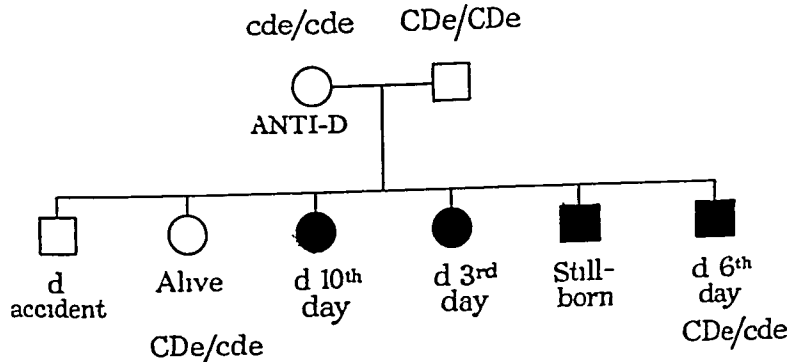 cde/cde CDe/CDe
ANTI-D
d accident
Alive
CDe/cde
d 10th day
d 3rd day
Still-born
d 6th day
CDe/cde